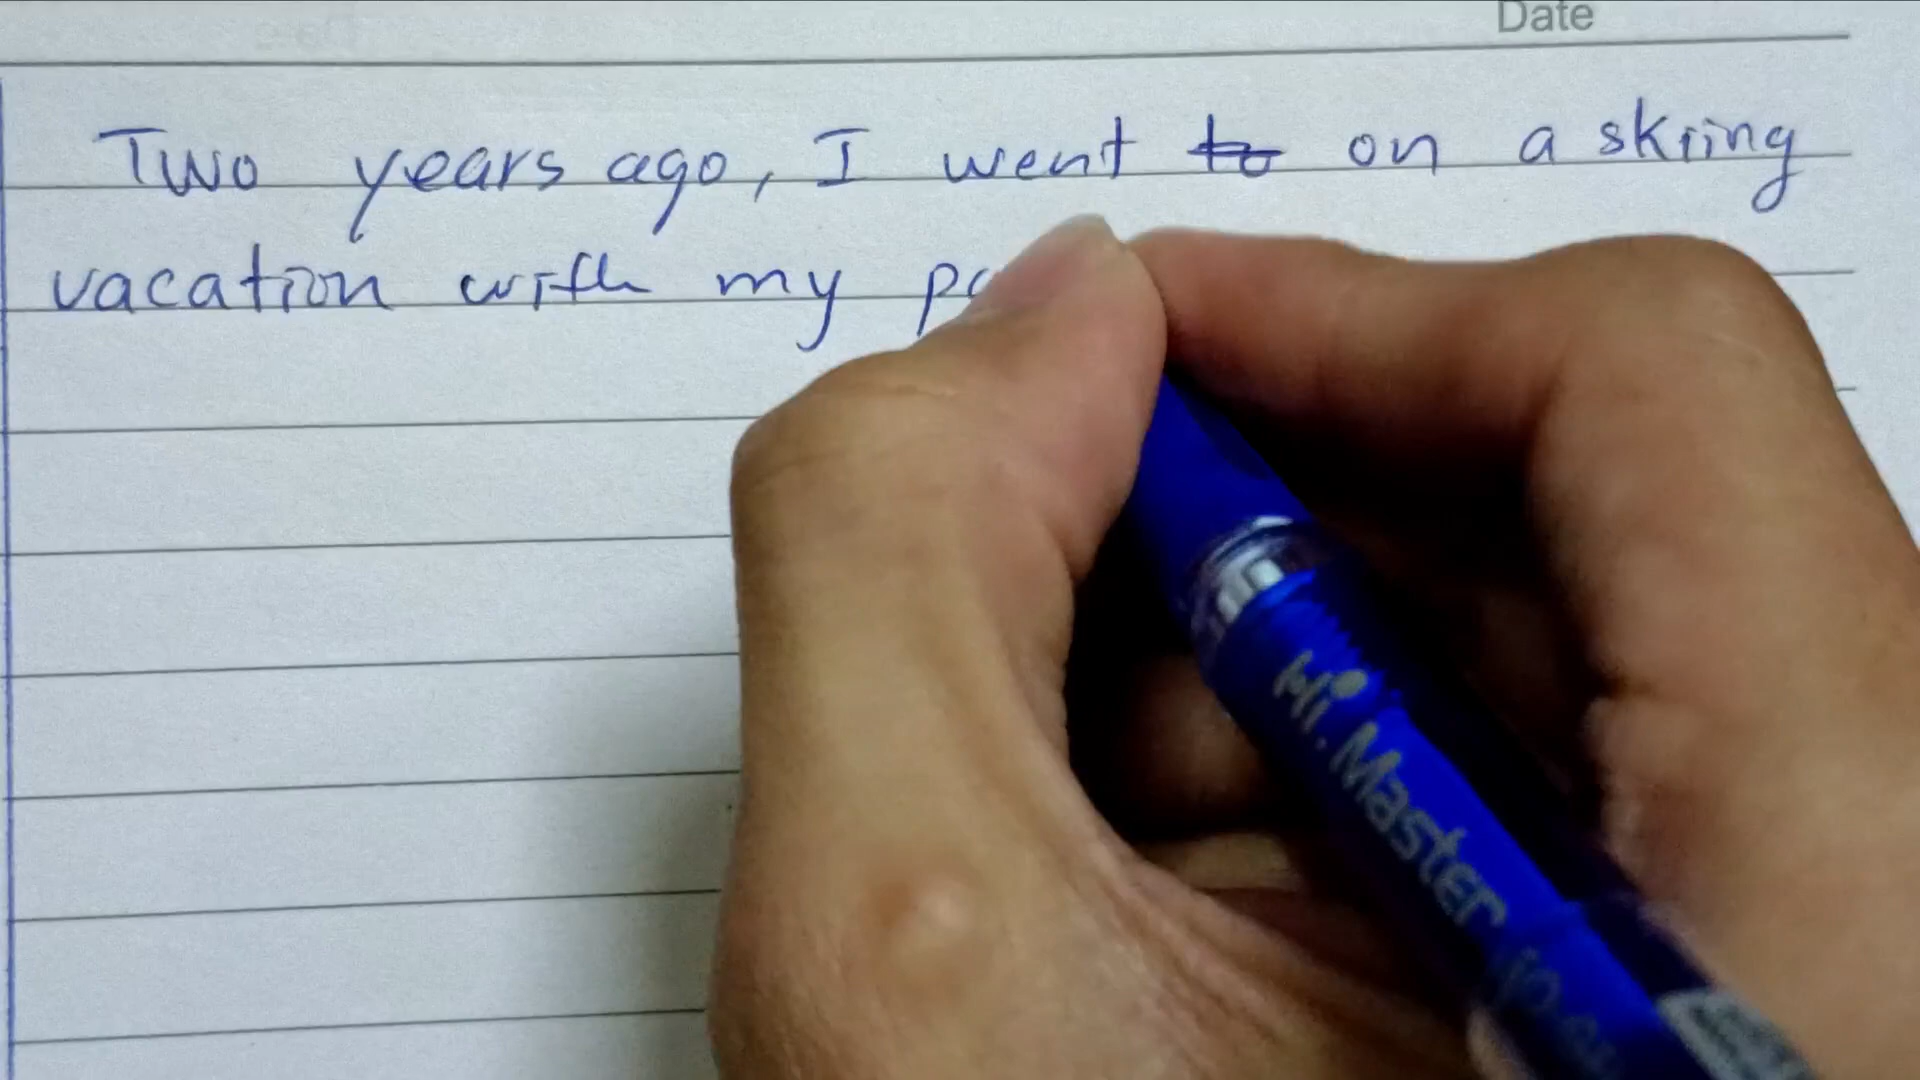 Date
Two years ago, I went to on a skiing
vacation with my
Hi. Master